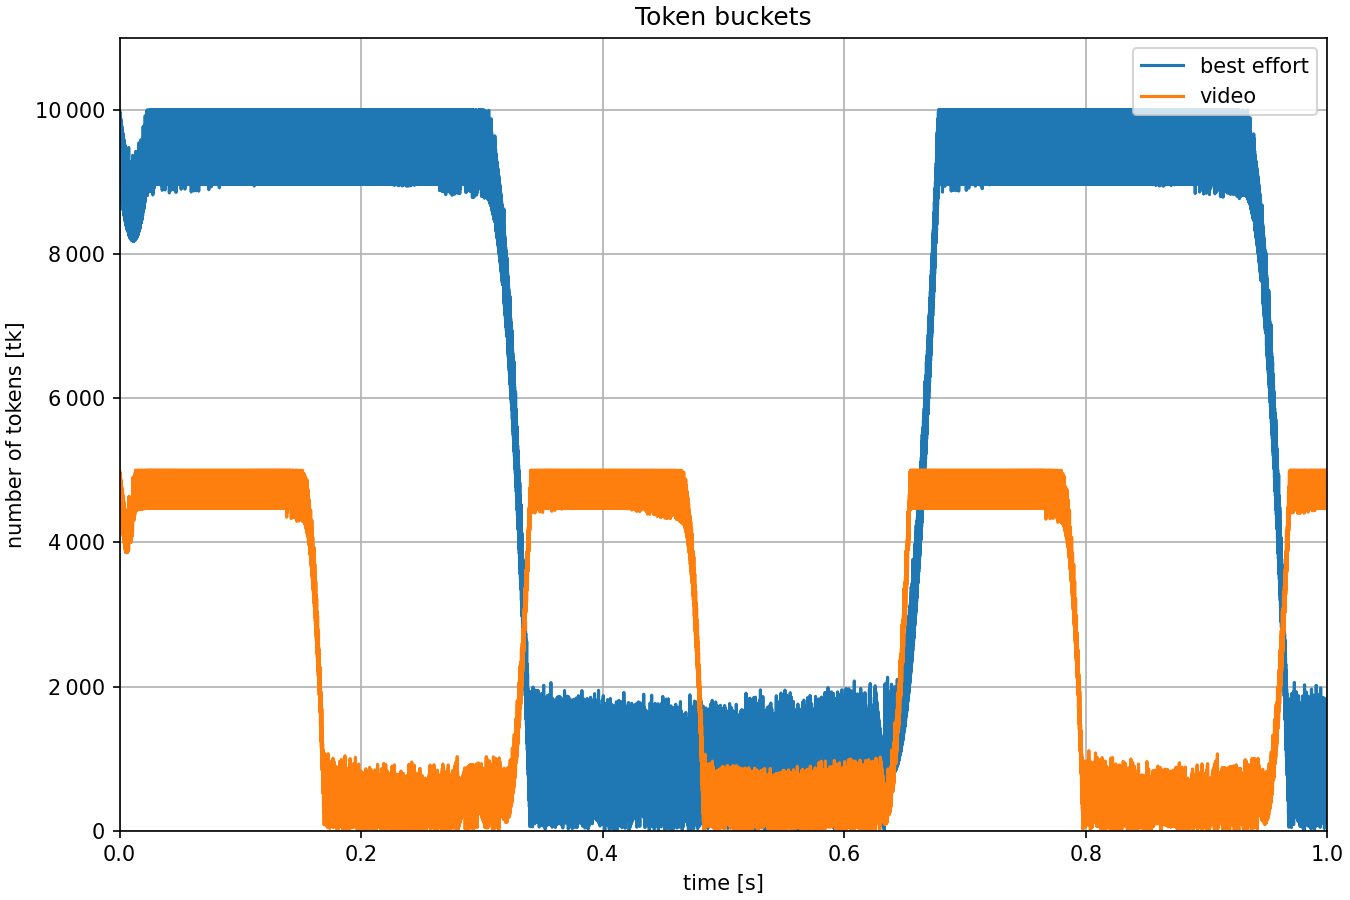 Token buckets
best effort
video
number of tokens [tk]
10 000
8 000
6 000
4 000
2 000
0
0.0 0.2 0.4 0.6 0.8 1.0
time [s]